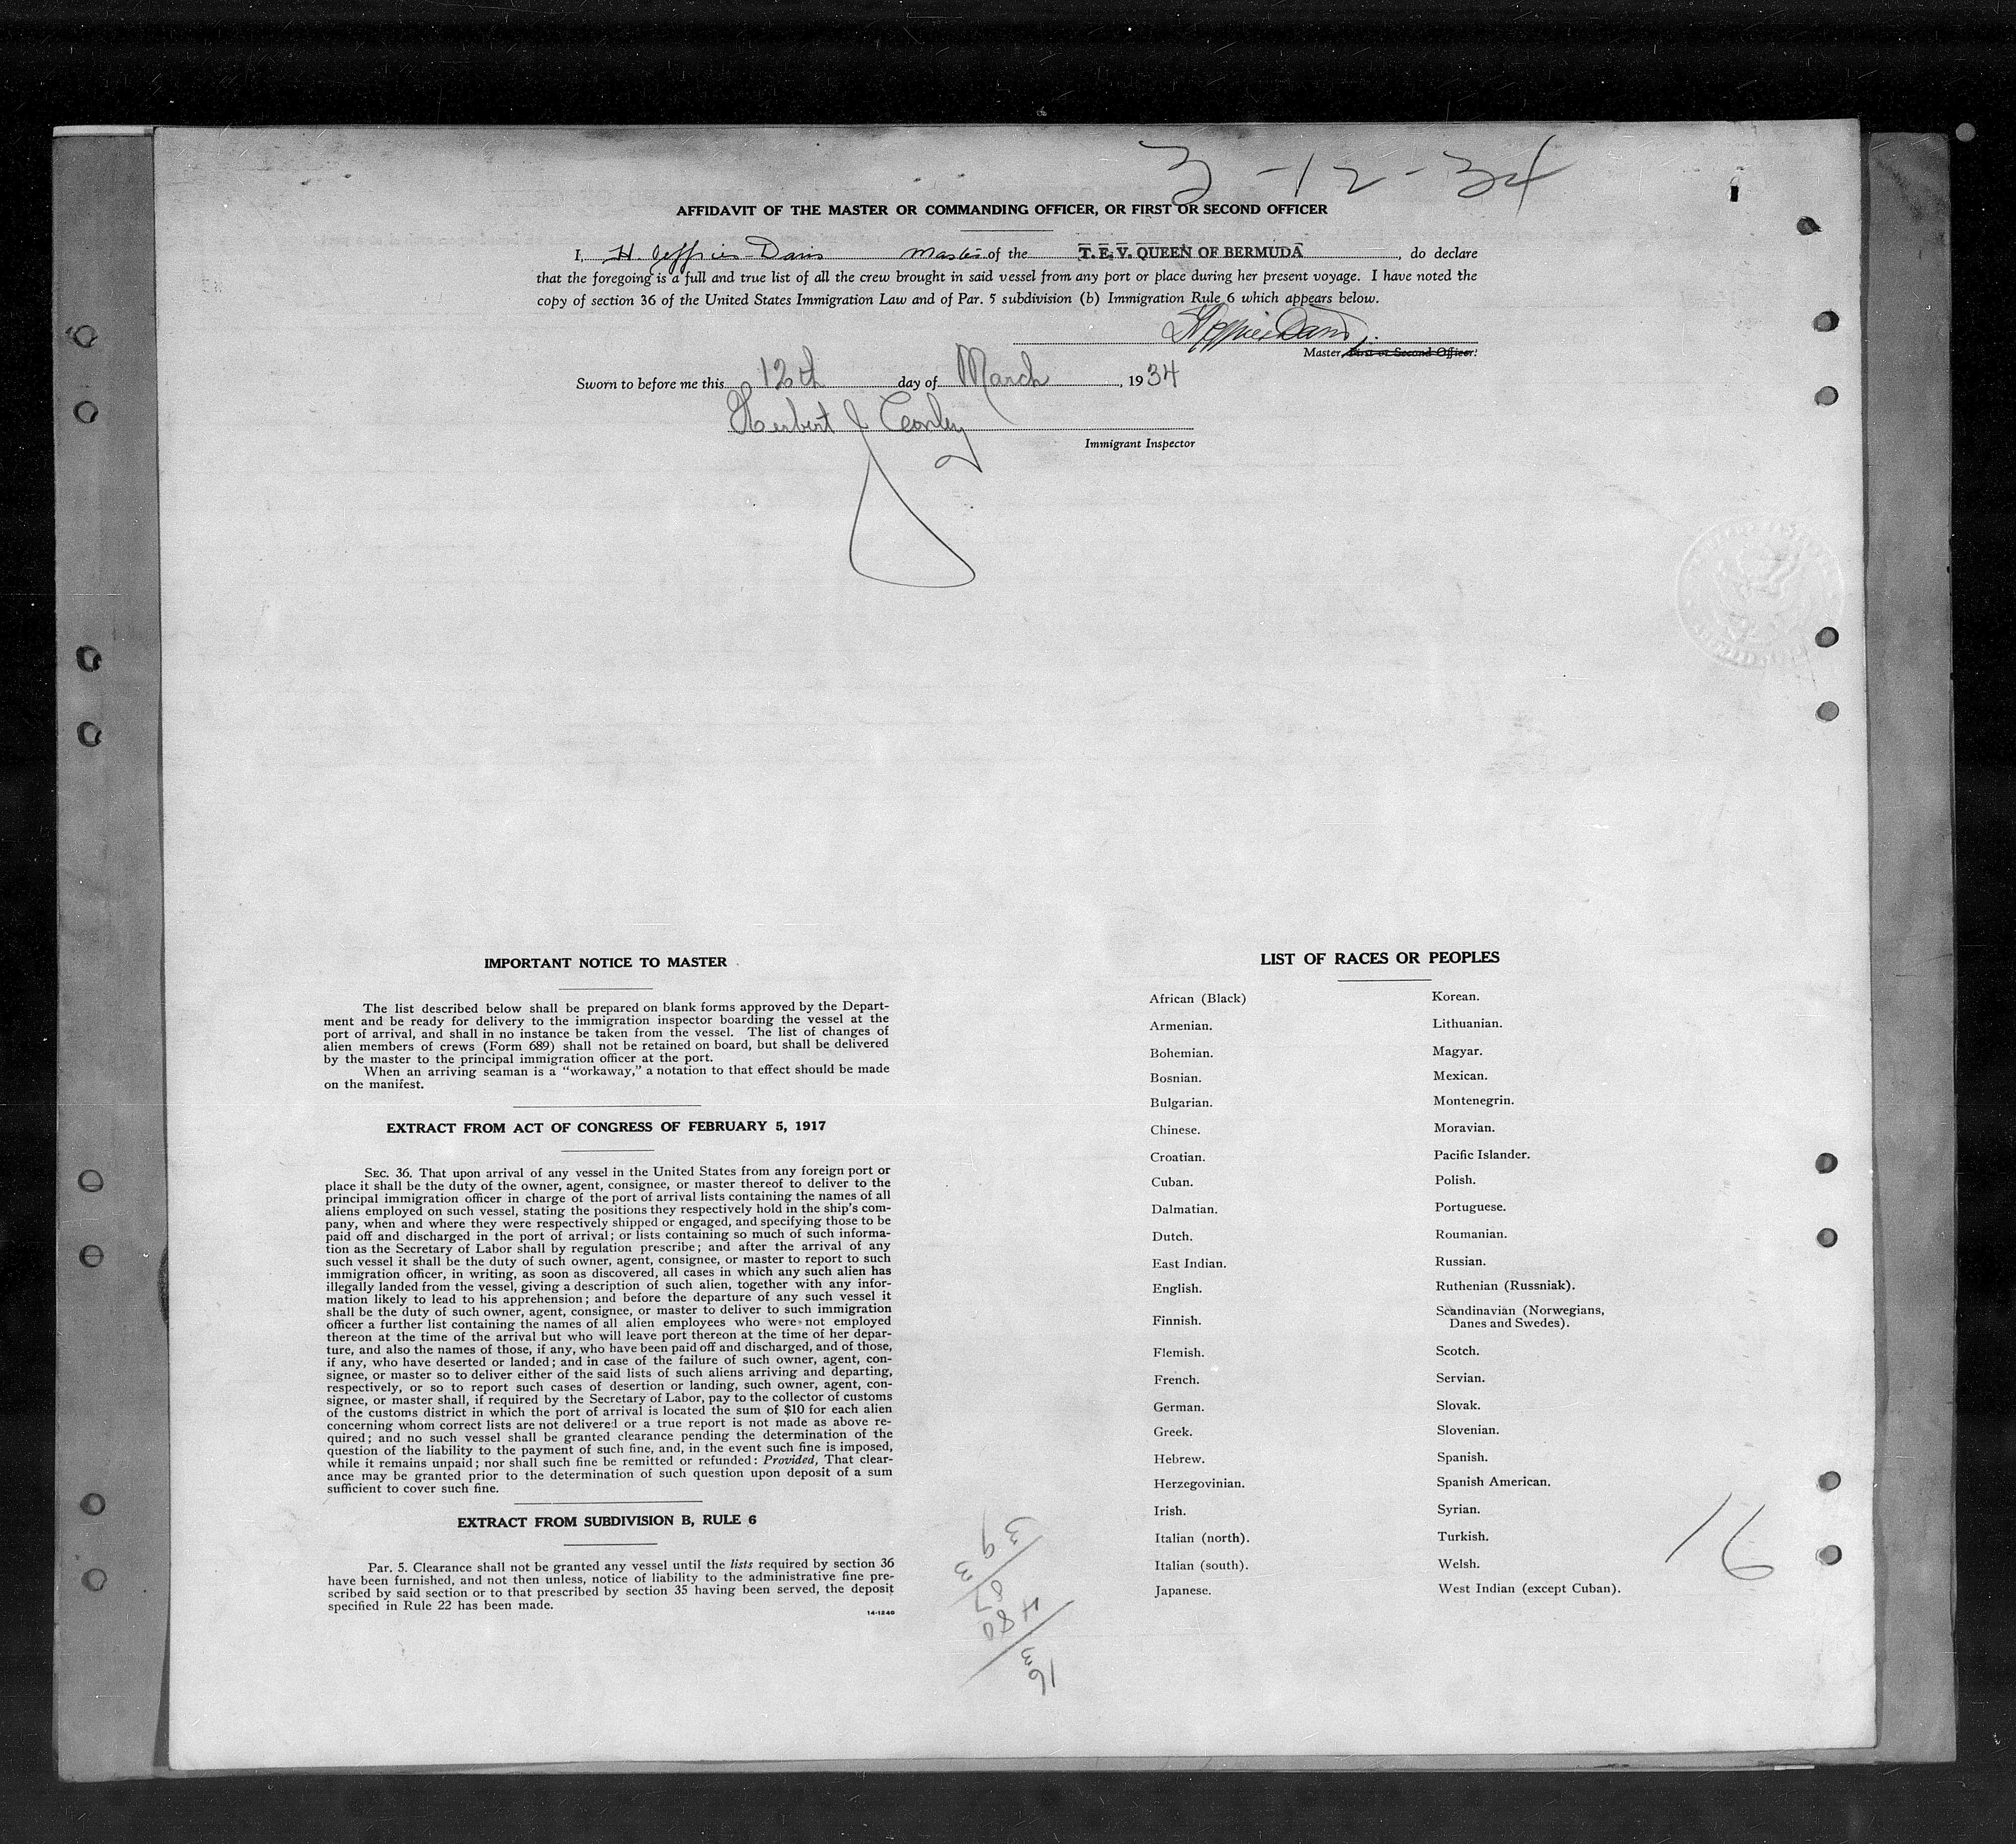 3-12-34
AFFIDAVIT OF THE MASTER OR COMMANDING OFFICER, OR FIRST OR SECOND OFFICER
I, H. Jeffries Davis Master of the T. E. V. QUEEN OF BERMUDA, do declare
that the foregoing is a full and true list of all the crew brought in said vessel from any port or place during her present voyage. I have noted the
copy of section 36 of the United States Immigration Law and of Par. 5 subdivision (b) Immigration Rule 6 which appears below.
H Jeffries Davis.
Master, First or Second Officer.
Sworn to before me this 12th day of March, 1934
Herbert J Conley
Immigrant Inspector
IMPORTANT NOTICE TO MASTER
The list described below shall be prepared on blank forms approved by the Depart-
ment and be ready for delivery to the immigration inspector boarding the vessel at the
port of arrival, and shall in no instance be taken from the vessel. The list of changes of
alien members of crews (Form 689) shall not be retained on board, but shall be delivered
by the master to the principal immigration officer at the port.
When an arriving seaman is a "workaway," a notation to that effect should be made
on the manifest.
EXTRACT FROM ACT OF CONGRESS OF FEBRUARY 5, 1917
SEC. 36. That upon arrival of any vessel in the United States from any foreign port or
place it shall be the duty of the owner, agent, consignee, or master thereof to deliver to the
principal immigration officer in charge of the port of arrival lists containing the names of all
aliens employed on such vessel, stating the positions they respectively hold in the ship's com-
pany, when and where they were respectively shipped or engaged, and specifying those to be
paid off and discharged in the port of arrival; or lists containing so much of such informa-
tion as the Secretary of Labor shall by regulation prescribe; and after the arrival of any
such vessel it shall be the duty of such owner, agent, consignee, or master to report to such
immigration officer, in writing, as soon as discovered, all cases in which any such alien has
illegally landed from the vessel, giving a description of such alien, together with any infor-
mation likely to lead to his apprehension; and before the departure of any such vessel it
shall be the duty of such owner, agent, consignee, or master to deliver to such immigration
officer a further list containing the names of all alien employees who were not employed
thereon at the time of the arrival but who will leave port thereon at the time of her depar-
ture, and also the names of those, if any, who have been paid off and discharged, and of those,
if any, who have deserted or landed; and in case of the failure of such owner, agent, con-
signee, or master so to deliver either of the said lists of such aliens arriving and departing,
respectively, or so to report such cases of desertion or landing, such owner, agent, con-
signee, or master shall, if required by the Secretary of Labor, pay to the collector of customs
of the customs district in which the port of arrival is located the sum of $10 for each alien
concerning whom correct lists are not delivered or a true report is not made as above re-
quired; and no such vessel shall be granted clearance pending the determination of the
question of the liability to the payment of such fine, and, in the event such fine is imposed,
while it remains unpaid; nor shall such fine be remitted or refunded: Provided, That clear-
ance may be granted prior to the determination of such question upon deposit of a sum
sufficient to cover such fine.
EXTRACT FROM SUBDIVISION B, RULE 6
Par. 5. Clearance shall not be granted any vessel until the lists required by section 36
have been furnished, and not then unless, notice of liability to the administrative fine pre-
scribed by said section or to that prescribed by section 35 having been served, the deposit
specified in Rule 22 has been made.
14-1240
LIST OF RACES OR PEOPLES
African (Black)
Armenian.
Bohemian.
Bosnian.
Bulgarian.
Chinese.
Croatian.
Cuban.
Dalmatian.
Dutch.
East Indian.
English.
Finnish.
Flemish.
French.
German.
Greek.
Hebrew.
Herzegovinian.
Irish.
Italian (north).
Italian (south).
Japanese.
Korean.
Lithuanian.
Magyar.
Mexican.
Montenegrin.
Moravian.
Pacific Islander.
Polish.
Portuguese.
Roumanian.
Russian.
Ruthenian (Russniak).
Scandinavian (Norwegians,
Danes and Swedes).
Scotch.
Servian.
Slovak.
Slovenian.
Spanish.
Spanish American.
Syrian.
Turkish.
Welsh.
West Indian (except Cuban).
16